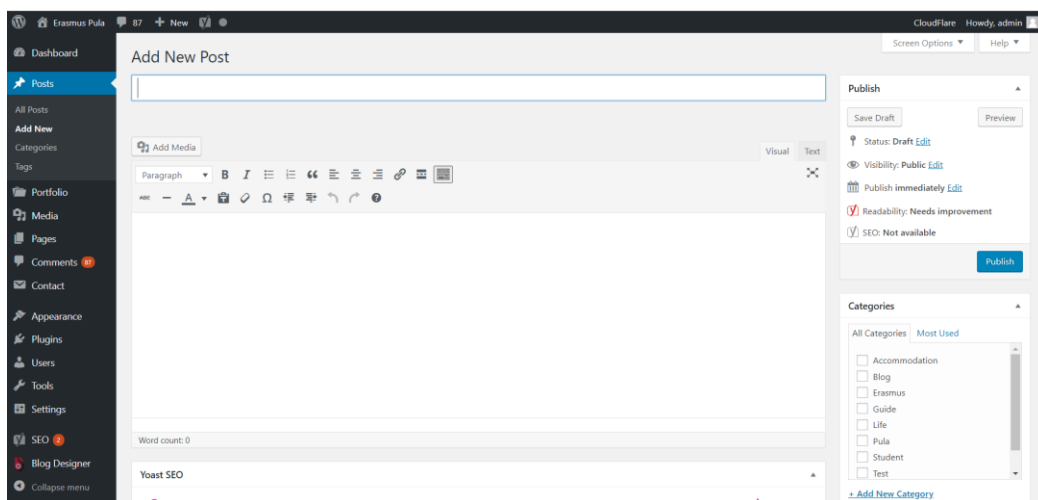 Erasmus Pula 87 New CloudFlare Howdy, admin
Screen Options Help
Dashboard
Posts
All Posts
Add New
Categories
Tags
Portfolio
Media
Pages
Comments 87
Contact
Appearance
Plugins
Users
Tools
Settings
SEO 2
Blog Designer
Collapse menu
Add New Post
Add Media
Visual Text
Paragraph B I
ABC A Ω
Word count: 0
Yoast SEO
Publish
Save Draft Preview
Status: Draft Edit
Visibility: Public Edit
Publish immediately Edit
Readability: Needs improvement
SEO: Not available
Publish
Categories
All Categories Most Used
Accommodation
Blog
Erasmus
Guide
Life
Pula
Student
Test
+ Add New Category